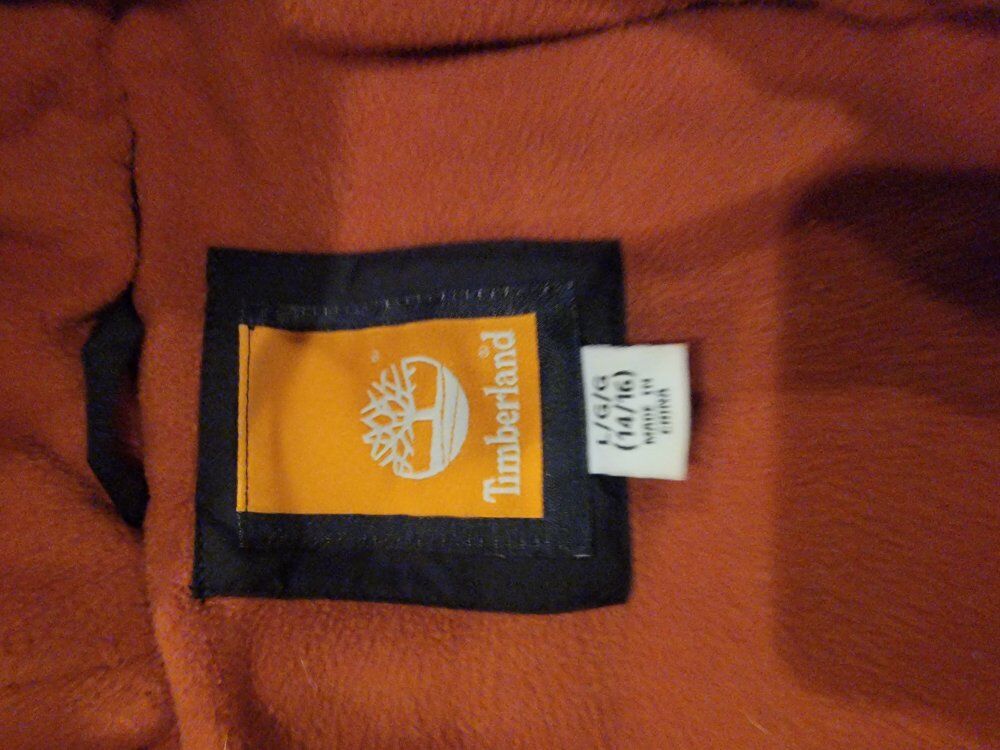 Timberland®
L/G/G
(14/16)
MADE IN
CHINA